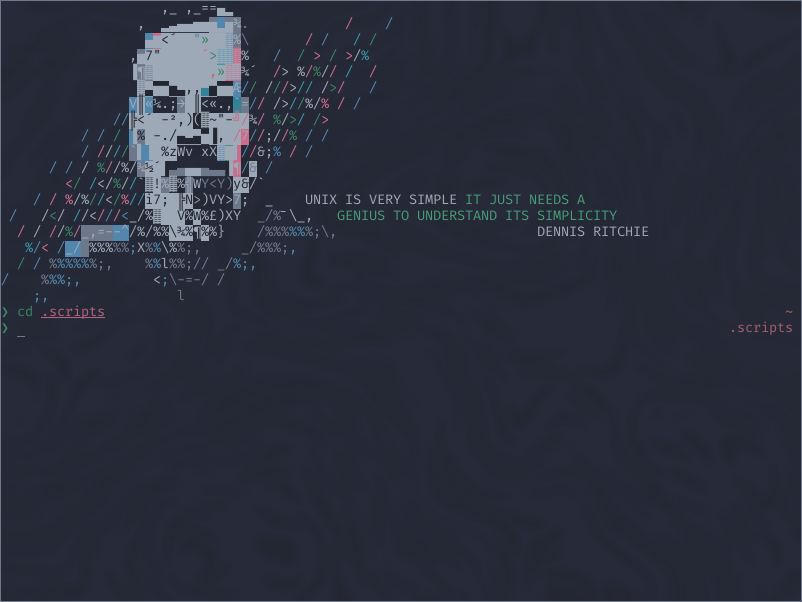 UNIX IS VERY SIMPLE IT JUST NEEDS A
GENIUS TO UNDERSTAND ITS SIMPLICITY
DENNIS RITCHIE
❯ cd .scripts ~
❯ _ .scripts